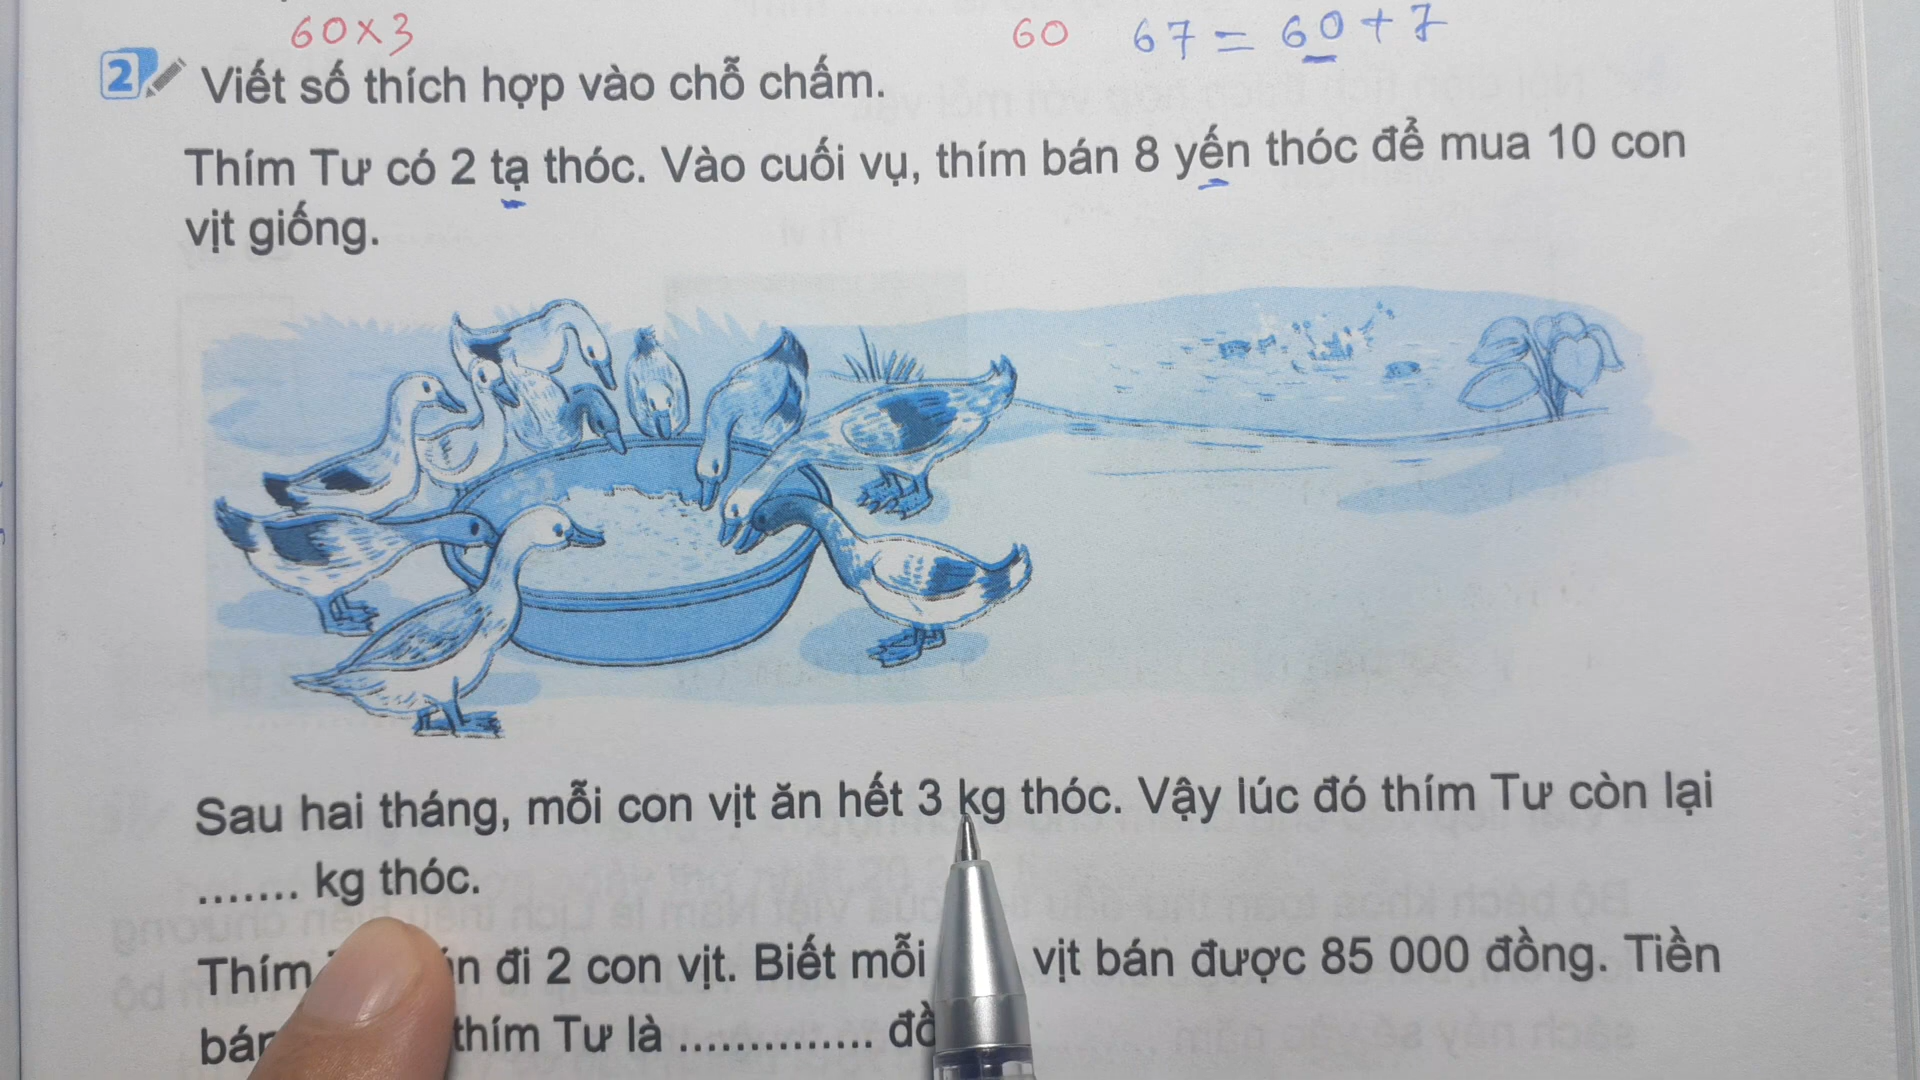 60×3 60 67 = 60 + 7
2 Viết số thích hợp vào chỗ chấm.
Thím Tư có 2 tạ thóc. Vào cuối vụ, thím bán 8 yến thóc để mua 10 con
vịt giống.
Sau hai tháng, mỗi con vịt ăn hết 3 kg thóc. Vậy lúc đó thím Tư còn lại
....... kg thóc.
Thím đi 2 con vịt. Biết mỗi vịt bán được 85 000 đồng. Tiền
thím Tư là ..............